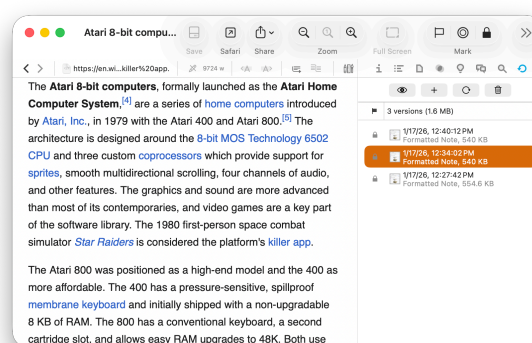 Atari 8-bit compu...
Save
Safari
Share
Zoom
Full Screen
Mark
https://en.wi...killer%20app.
9724 w
The Atari 8-bit computers, formally launched as the Atari Home
Computer System,[4] are a series of home computers introduced
by Atari, Inc., in 1979 with the Atari 400 and Atari 800.[5] The
architecture is designed around the 8-bit MOS Technology 6502
CPU and three custom coprocessors which provide support for
sprites, smooth multidirectional scrolling, four channels of audio,
and other features. The graphics and sound are more advanced
than most of its contemporaries, and video games are a key part
of the software library. The 1980 first-person space combat
simulator Star Raiders is considered the platform's killer app.
The Atari 800 was positioned as a high-end model and the 400 as
more affordable. The 400 has a pressure-sensitive, spillproof
membrane keyboard and initially shipped with a non-upgradable
8 KB of RAM. The 800 has a conventional keyboard, a second
cartridge slot, and allows easy RAM upgrades to 48K. Both use
3 versions (1.6 MB)
1/17/26, 12:40:12 PM
Formatted Note, 540 KB
1/17/26, 12:34:02 PM
Formatted Note, 540 KB
1/17/26, 12:27:42 PM
Formatted Note, 554.6 KB